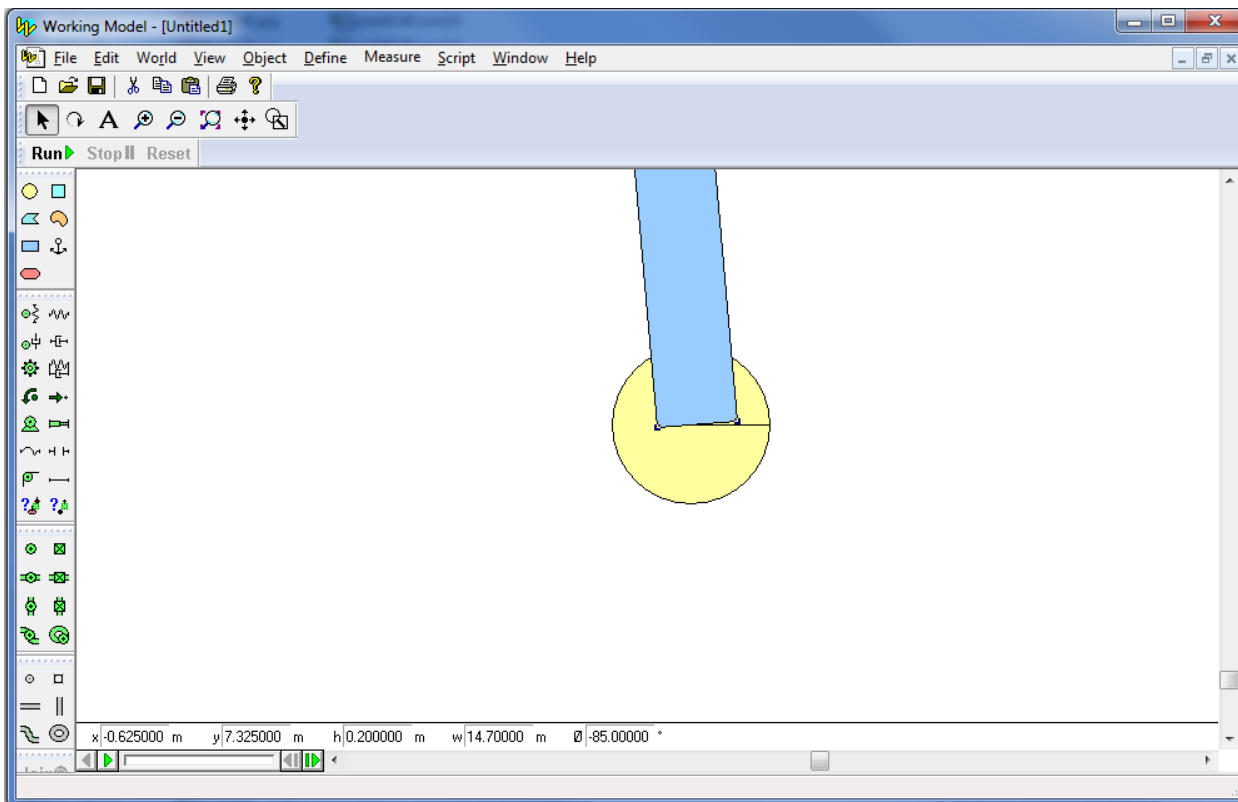 Working Model - [Untitled1]
File Edit World View Object Define Measure Script Window Help
A
Run Stop Reset
x -0.625000 m y 7.325000 m h 0.200000 m w 14.70000 m Ø -85.00000 °